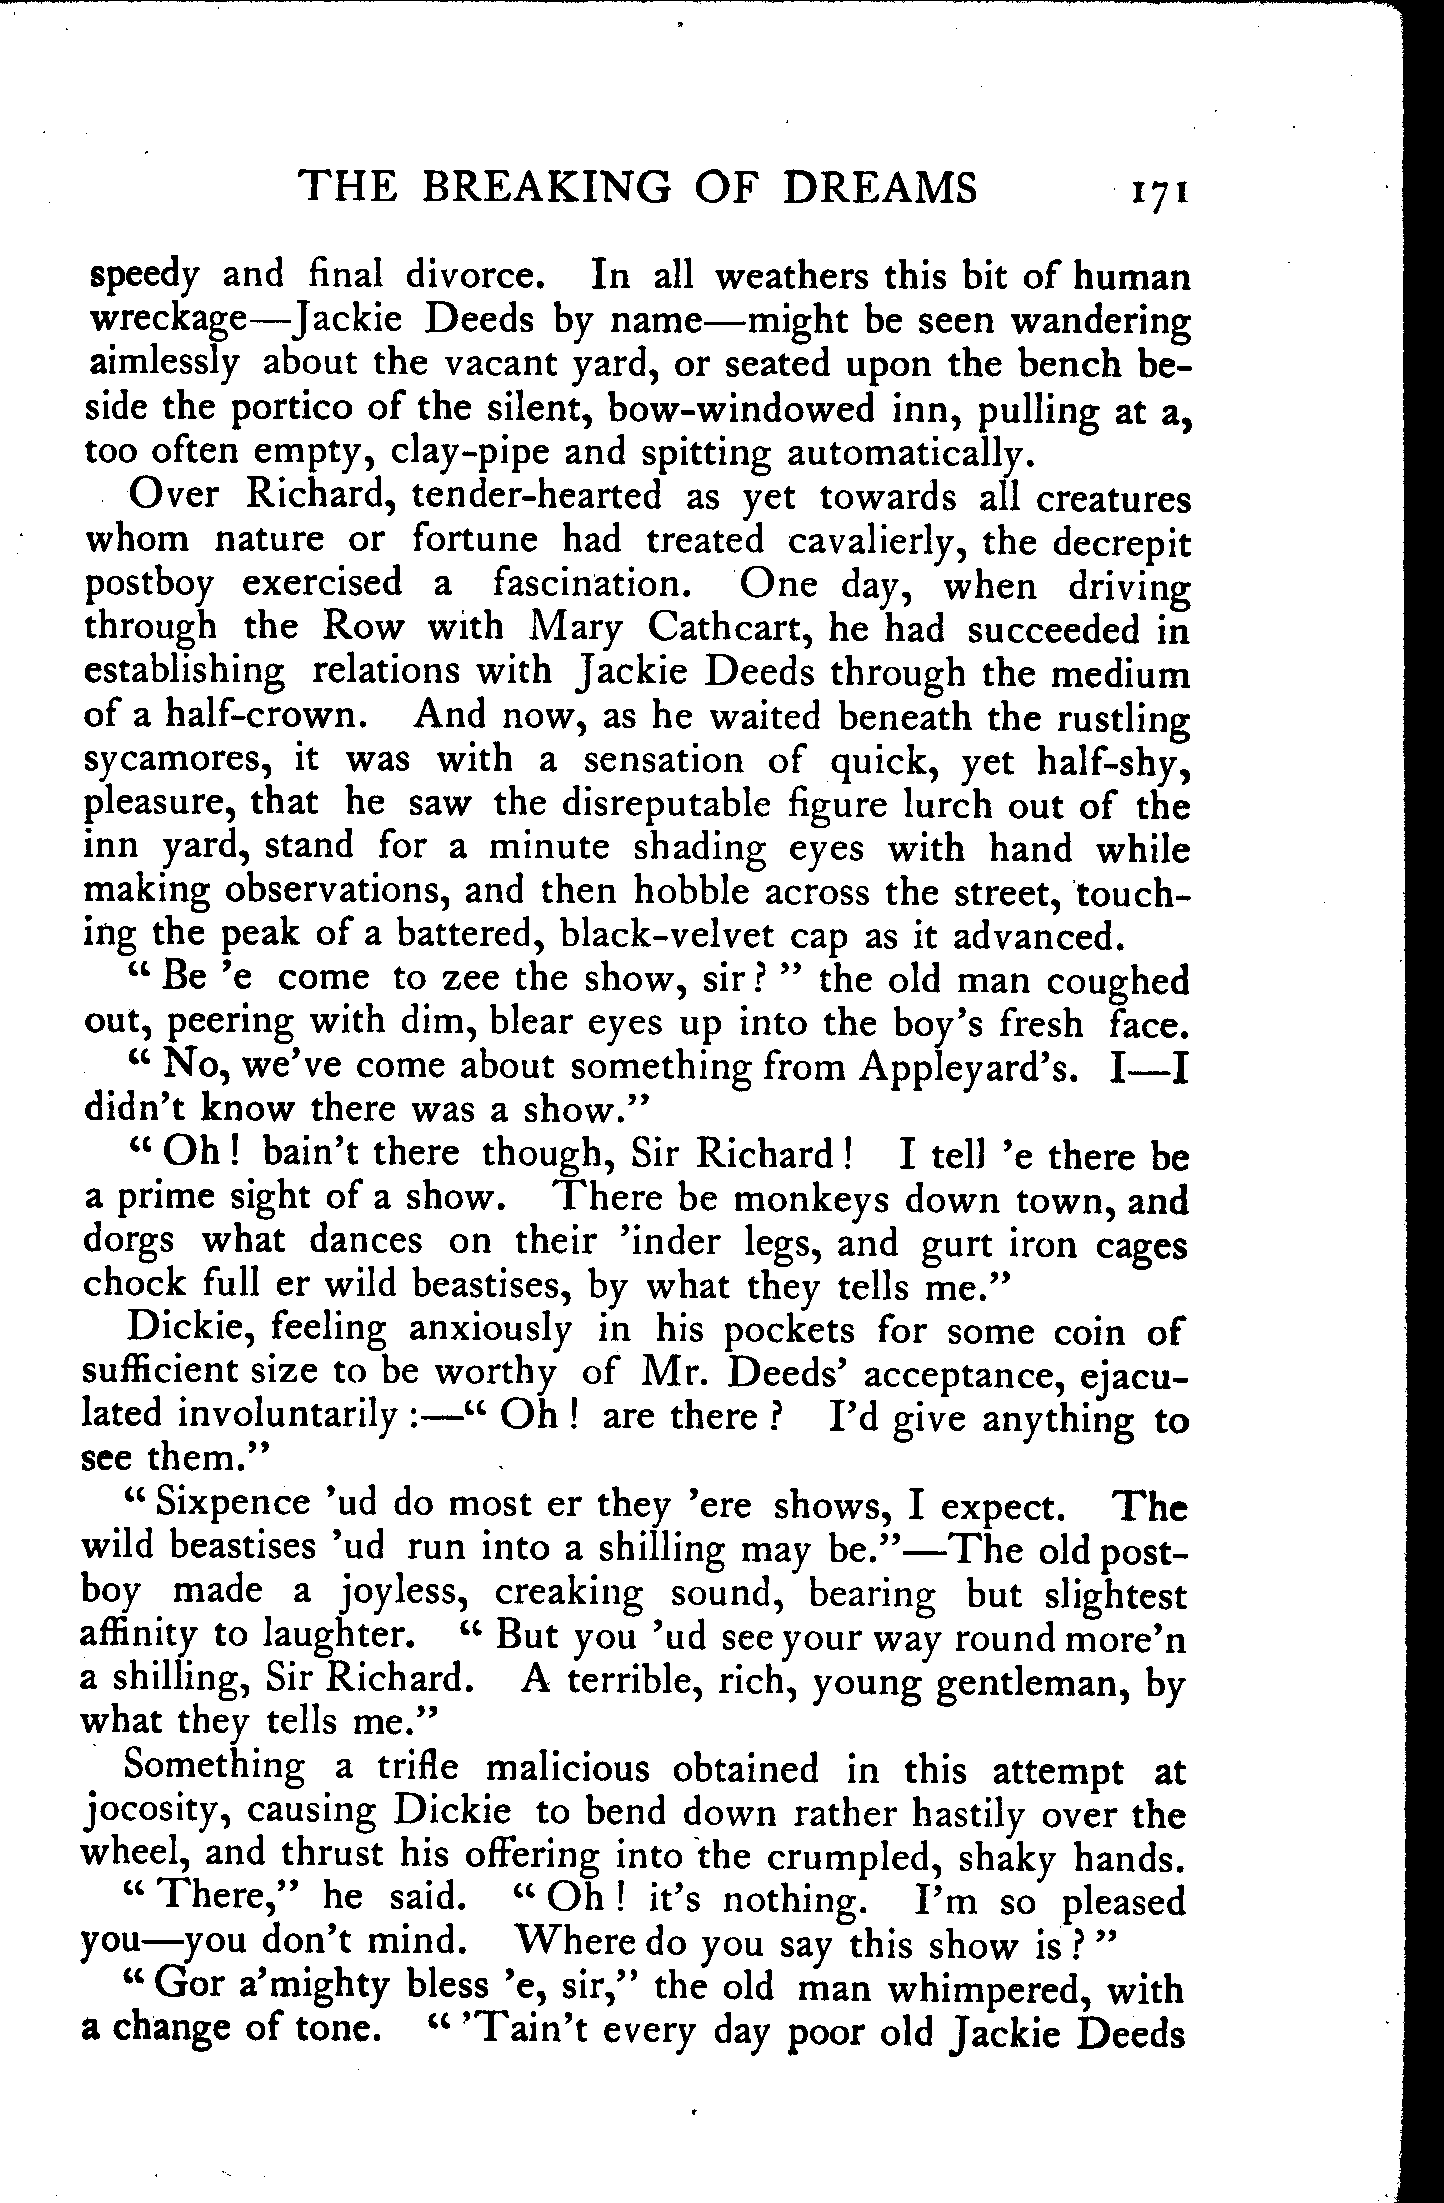 THE BREAKING OF DREAMS 171
speedy and final divorce. In all weathers this bit of human
wreckage—Jackie Deeds by name—might be seen wandering
aimlessly about the vacant yard, or seated upon the bench be-
side the portico of the silent, bow-windowed inn, pulling at a,
too often empty, clay-pipe and spitting automatically.
Over Richard, tender-hearted as yet towards all creatures
whom nature or fortune had treated cavalierly, the decrepit
postboy exercised a fascination. One day, when driving
through the Row with Mary Cathcart, he had succeeded in
establishing relations with Jackie Deeds through the medium
of a half-crown. And now, as he waited beneath the rustling
sycamores, it was with a sensation of quick, yet half-shy,
pleasure, that he saw the disreputable figure lurch out of the
inn yard, stand for a minute shading eyes with hand while
making observations, and then hobble across the street, touch-
ing the peak of a battered, black-velvet cap as it advanced.
“ Be ’e come to zee the show, sir ? ” the old man coughed
out, peering with dim, blear eyes up into the boy’s fresh face.
“ No, we’ve come about something from Appleyard’s. I—I
didn’t know there was a show.”
“ Oh ! bain’t there though, Sir Richard ! I tell ’e there be
a prime sight of a show. There be monkeys down town, and
dorgs what dances on their ’inder legs, and gurt iron cages
chock full er wild beastises, by what they tells me.”
Dickie, feeling anxiously in his pockets for some coin of
sufficient size to be worthy of Mr. Deeds’ acceptance, ejacu-
lated involuntarily :—“ Oh ! are there ? I’d give anything to
see them.”
“ Sixpence ’ud do most er they ’ere shows, I expect. The
wild beastises ’ud run into a shilling may be.”—The old post-
boy made a joyless, creaking sound, bearing but slightest
affinity to laughter. “ But you ’ud see your way round more’n
a shilling, Sir Richard. A terrible, rich, young gentleman, by
what they tells me.”
Something a trifle malicious obtained in this attempt at
jocosity, causing Dickie to bend down rather hastily over the
wheel, and thrust his offering into the crumpled, shaky hands.
“ There,” he said. “ Oh ! it’s nothing. I’m so pleased
you—you don’t mind. Where do you say this show is ? ”
“ Gor a’mighty bless ’e, sir,” the old man whimpered, with
a change of tone. “ ’Tain’t every day poor old Jackie Deeds